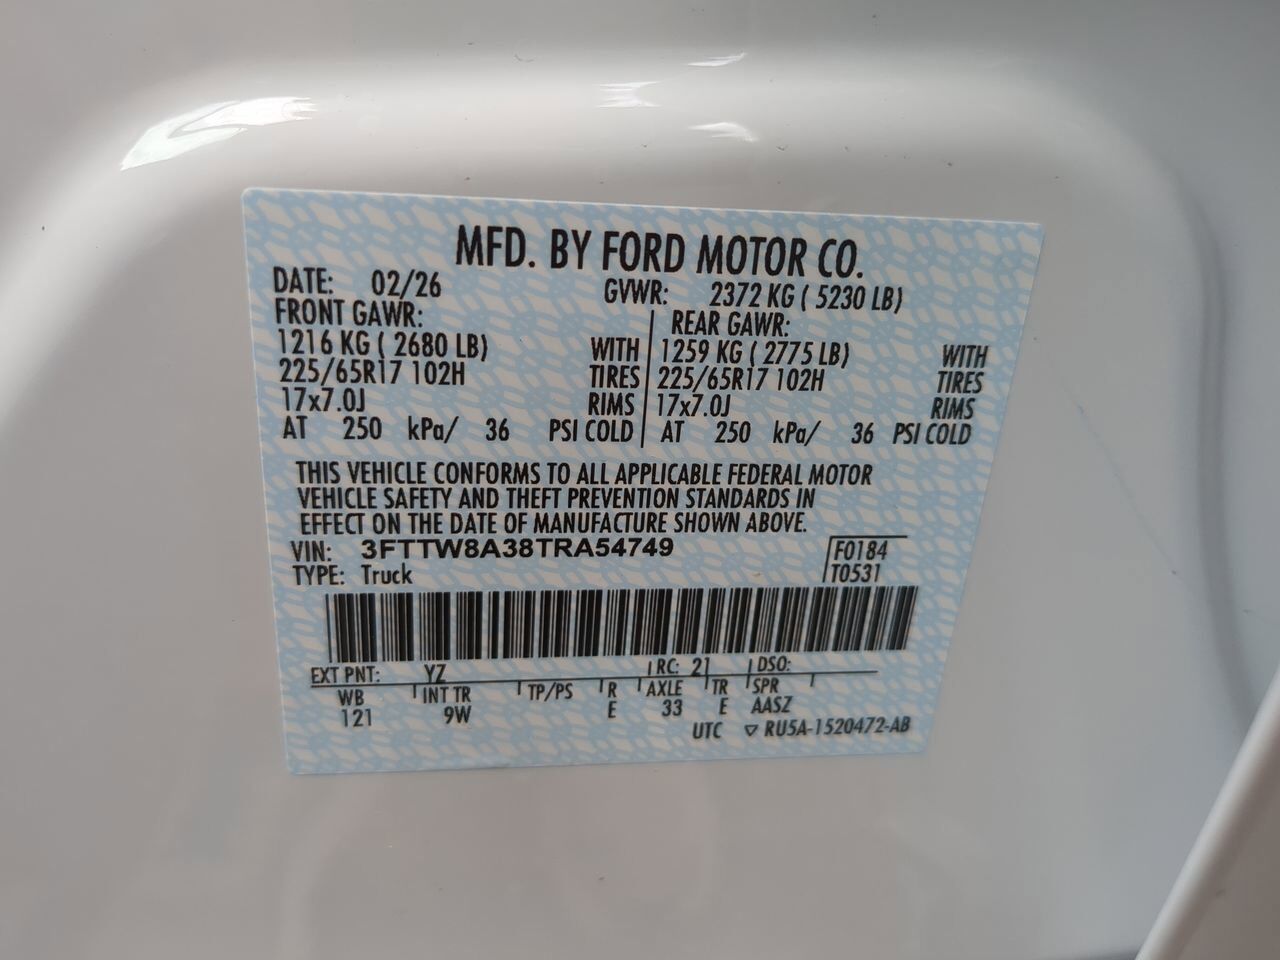 MFD. BY FORD MOTOR CO.
DATE: 02/26 GVWR: 2372 KG ( 5230 LB)
FRONT GAWR: REAR GAWR:
1216 KG ( 2680 LB) WITH 1259 KG ( 2775 LB) WITH
225/65R17 102H TIRES 225/65R17 102H TIRES
17x7.0J RIMS 17x7.0J RIMS
AT 250 kPa/ 36 PSI COLD AT 250 kPa/ 36 PSI COLD
THIS VEHICLE CONFORMS TO ALL APPLICABLE FEDERAL MOTOR
VEHICLE SAFETY AND THEFT PREVENTION STANDARDS IN
EFFECT ON THE DATE OF MANUFACTURE SHOWN ABOVE.
VIN: 3FTTW8A38TRA54749 F0184
TYPE: Truck T0531
EXT PNT: YZ RC: 21 DSO:
WB INT TR TP/PS R AXLE TR SPR
121 9W E 33 E AASZ
UTC ▽ RU5A-1520472-AB